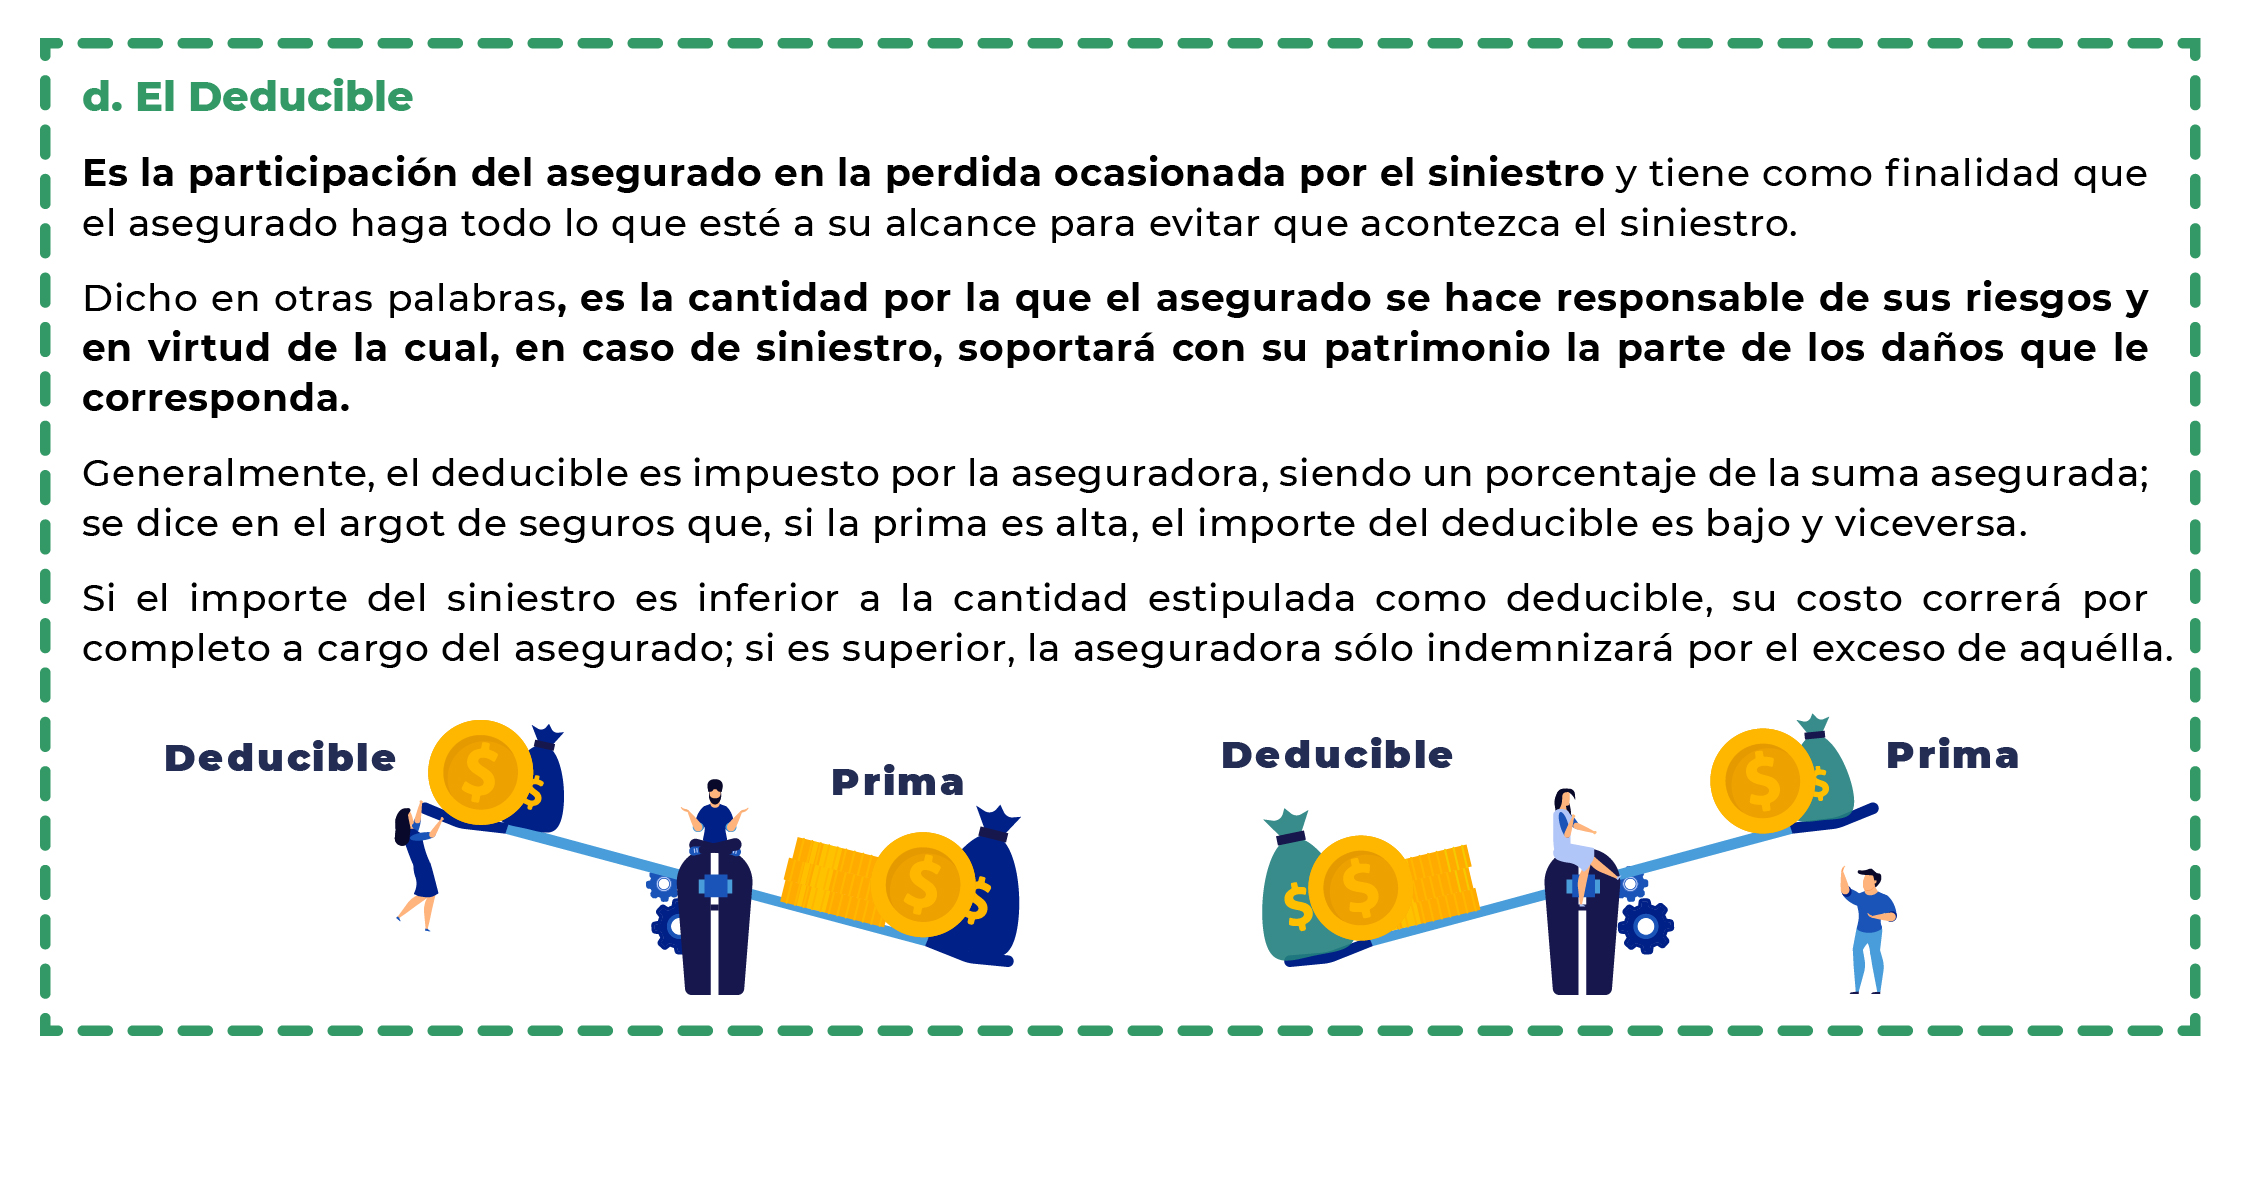 d. El Deducible
Es la participación del asegurado en la perdida ocasionada por el siniestro y tiene como finalidad que
el asegurado haga todo lo que esté a su alcance para evitar que acontezca el siniestro.
Dicho en otras palabras, es la cantidad por la que el asegurado se hace responsable de sus riesgos y
en virtud de la cual, en caso de siniestro, soportará con su patrimonio la parte de los daños que le
corresponda.
Generalmente, el deducible es impuesto por la aseguradora, siendo un porcentaje de la suma asegurada;
se dice en el argot de seguros que, si la prima es alta, el importe del deducible es bajo y viceversa.
Si el importe del siniestro es inferior a la cantidad estipulada como deducible, su costo correrá por
completo a cargo del asegurado; si es superior, la aseguradora sólo indemnizará por el exceso de aquélla.
Deducible
$
$
Prima
$
$
Deducible
$
$
Prima
$
$